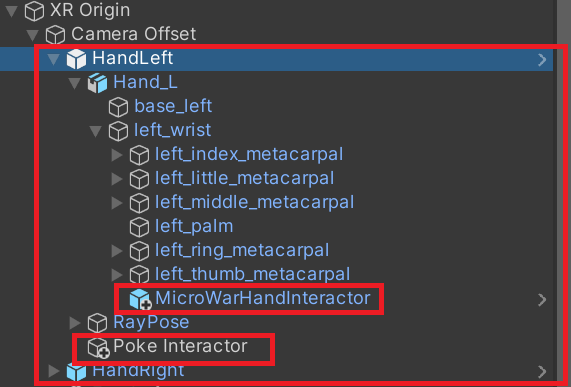 XR Origin
Camera Offset
HandLeft
Hand_L
base_left
left_wrist
left_index_metacarpal
left_little_metacarpal
left_middle_metacarpal
left_palm
left_ring_metacarpal
left_thumb_metacarpal
MicroWarHandInteractor
RayPose
Poke Interactor
HandRight